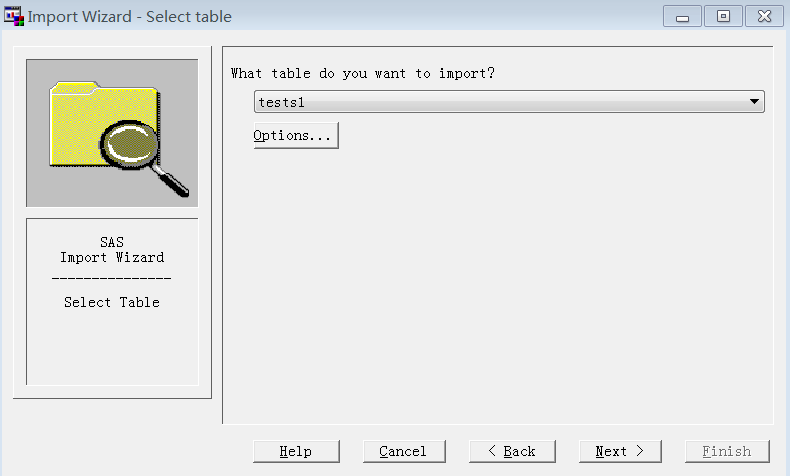 Import Wizard - Select table
What table do you want to import?
tests1
Options...
SAS
Import Wizard
---------------
Select Table
Help
Cancel
< Back
Next >
Finish